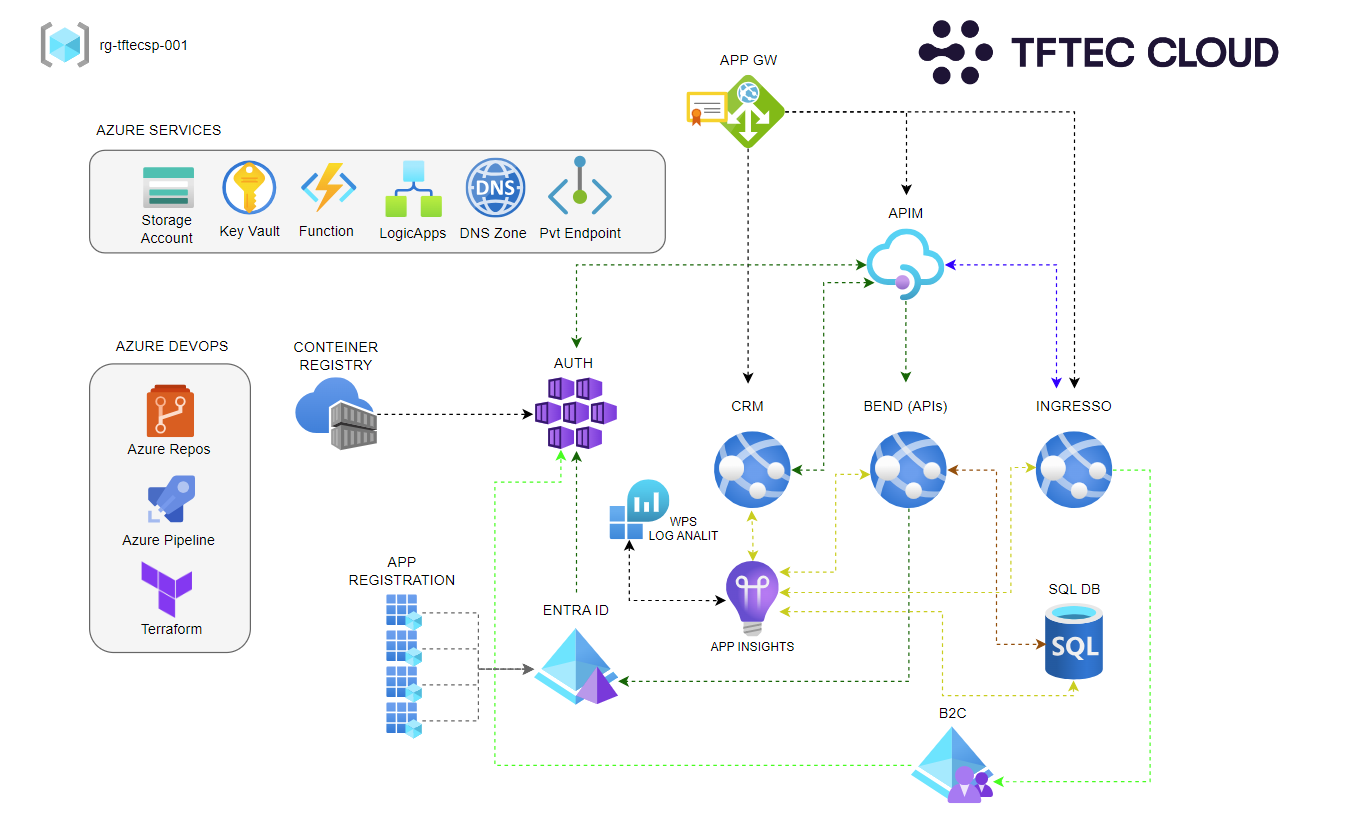 rg-tftecsp-001
TFTEC CLOUD
APP GW
AZURE SERVICES
Storage
Account
Key Vault
Function
LogicApps
DNS
DNS Zone
Pvt Endpoint
APIM
AZURE DEVOPS
Azure Repos
Azure Pipeline
Terraform
CONTEINER
REGISTRY
AUTH
CRM
BEND (APIs)
INGRESSO
WPS
LOG ANALIT
APP
REGISTRATION
ENTRA ID
APP INSIGHTS
SQL DB
SQL
B2C